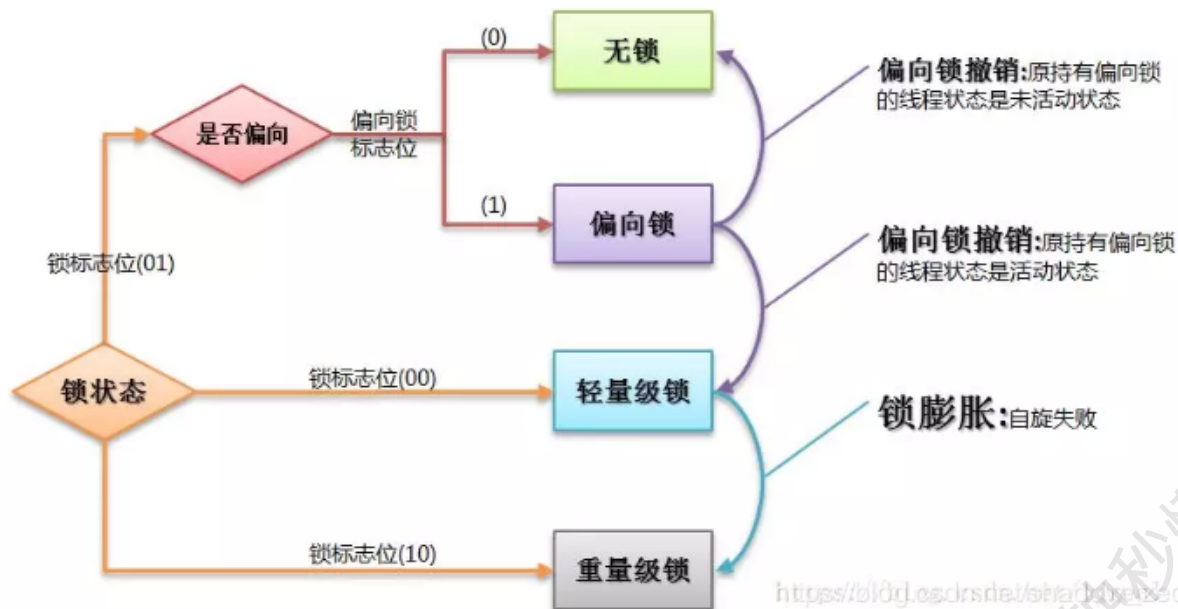 (0)
无锁
偏向锁撤销:原持有偏向锁
的线程状态是未活动状态
是否偏向
偏向锁
标志位
(1)
偏向锁
偏向锁撤销:原持有偏向锁
的线程状态是活动状态
锁标志位(01)
锁状态
锁标志位(00)
轻量级锁
锁膨胀:自旋失败
锁标志位(10)
重量级锁